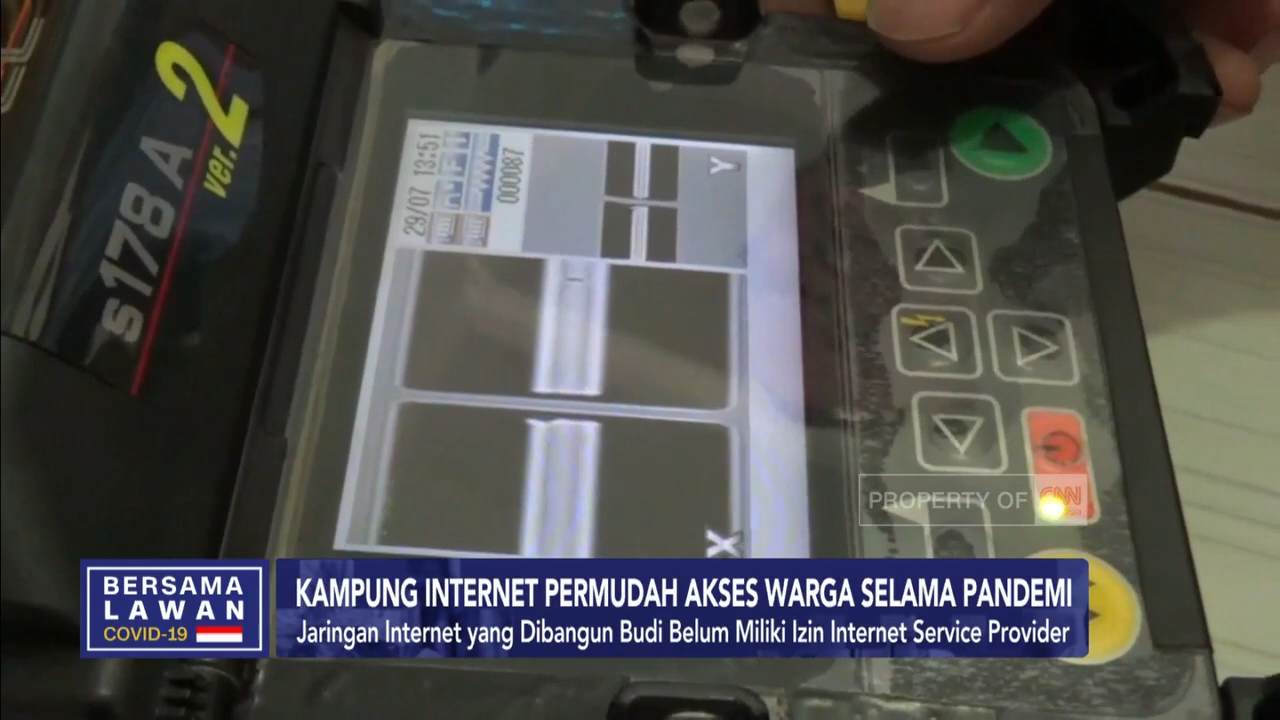 s178A
ver.2
29/07 13:51
000087
Y
X
PROPERTY OF CNN
BERSAMA
LAWAN
COVID-19
KAMPUNG INTERNET PERMUDAH AKSES WARGA SELAMA PANDEMI
Jaringan Internet yang Dibangun Budi Belum Miliki Izin Internet Service Provider